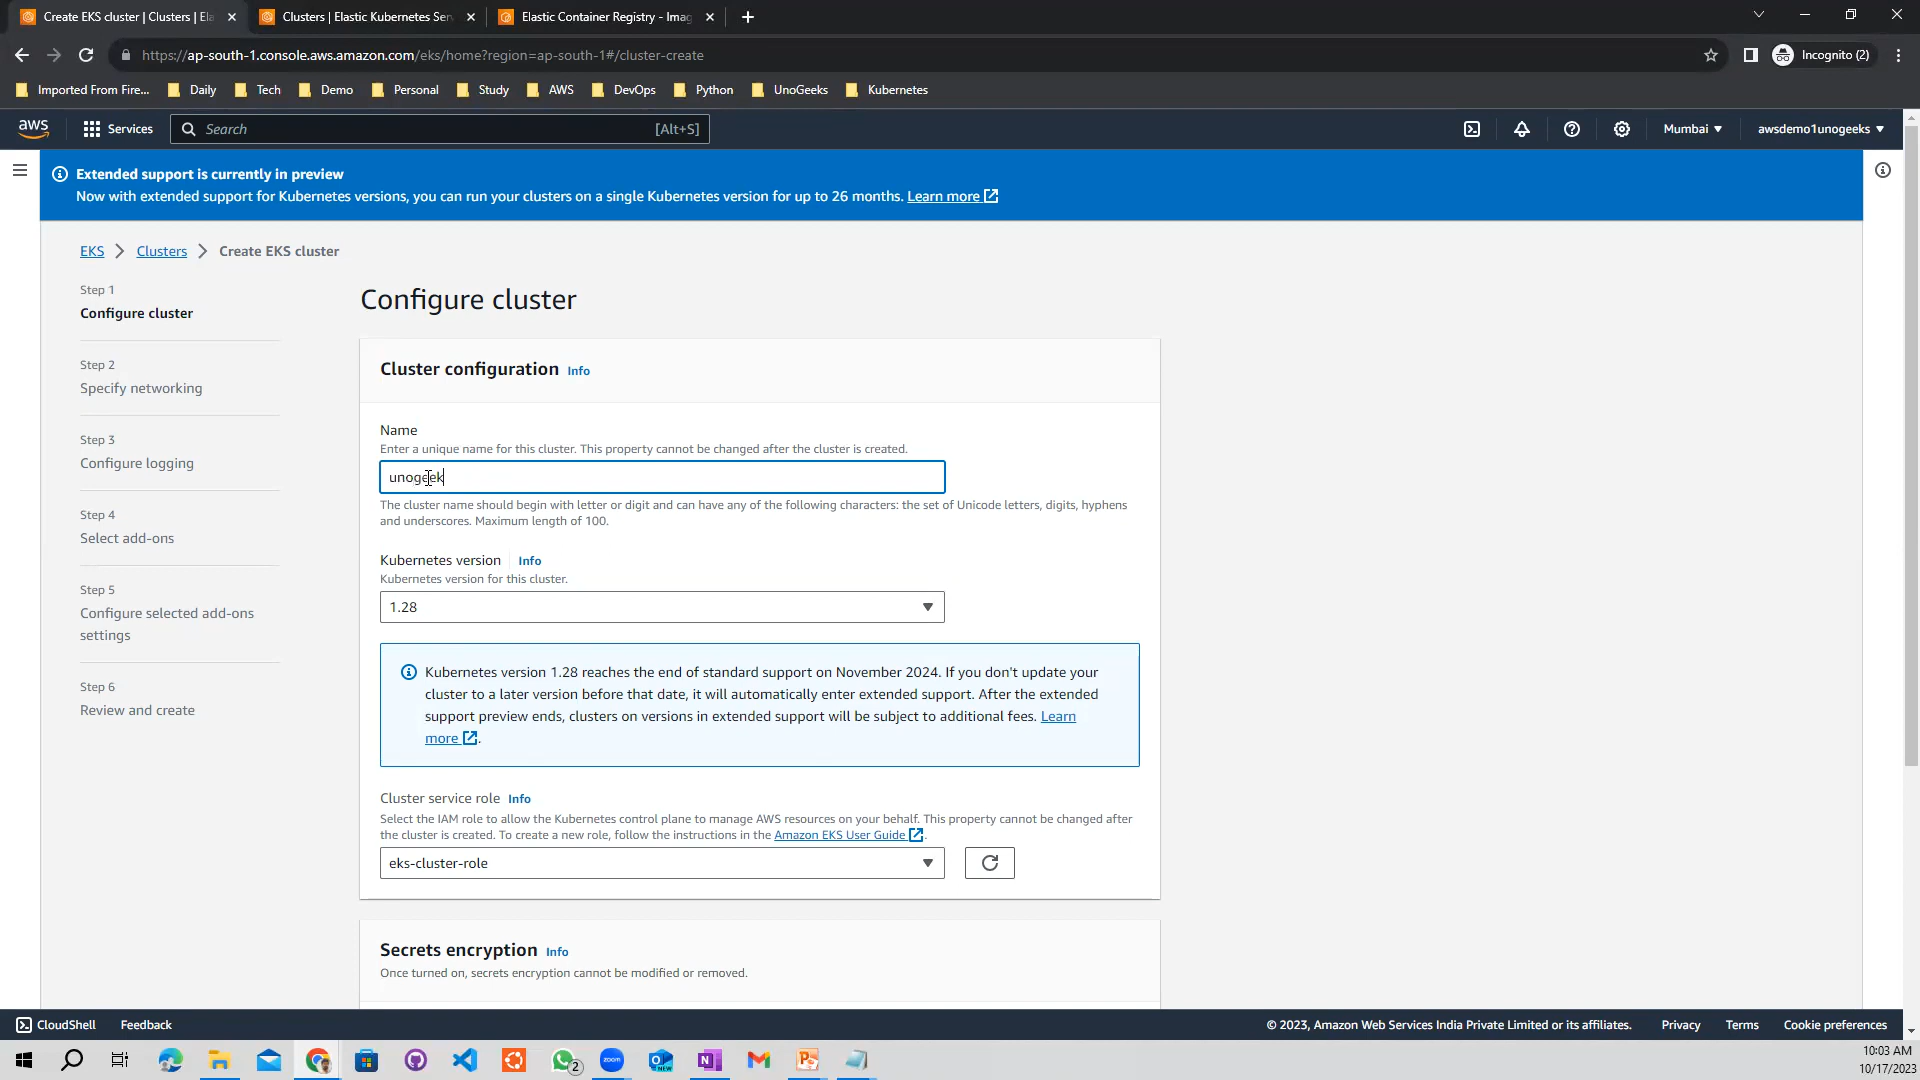 Create EKS cluster | Clusters | Ela
Clusters | Elastic Kubernetes Ser
Elastic Container Registry - Imag
https://ap-south-1.console.aws.amazon.com/eks/home?region=ap-south-1#/cluster-create
Incognito (2)
Imported From Fire...
Daily
Tech
Demo
Personal
Study
AWS
DevOps
Python
UnoGeeks
Kubernetes
aws
Services
Search
[Alt+S]
Mumbai
awsdemo1unogeeks
Extended support is currently in preview
Now with extended support for Kubernetes versions, you can run your clusters on a single Kubernetes version for up to 26 months. Learn more
EKS
Clusters
Create EKS cluster
Step 1
Configure cluster
Step 2
Specify networking
Step 3
Configure logging
Step 4
Select add-ons
Step 5
Configure selected add-ons
settings
Step 6
Review and create
Configure cluster
Cluster configuration Info
Name
Enter a unique name for this cluster. This property cannot be changed after the cluster is created.
unogeek
The cluster name should begin with letter or digit and can have any of the following characters: the set of Unicode letters, digits, hyphens
and underscores. Maximum length of 100.
Kubernetes version Info
Kubernetes version for this cluster.
1.28
Kubernetes version 1.28 reaches the end of standard support on November 2024. If you don't update your
cluster to a later version before that date, it will automatically enter extended support. After the extended
support preview ends, clusters on versions in extended support will be subject to additional fees. Learn
more.
Cluster service role Info
Select the IAM role to allow the Kubernetes control plane to manage AWS resources on your behalf. This property cannot be changed after
the cluster is created. To create a new role, follow the instructions in the Amazon EKS User Guide.
eks-cluster-role
Secrets encryption Info
Once turned on, secrets encryption cannot be modified or removed.
CloudShell
Feedback
© 2023, Amazon Web Services India Private Limited or its affiliates.
Privacy
Terms
Cookie preferences
2
zoom
NEW
N
10:03 AM
10/17/2023